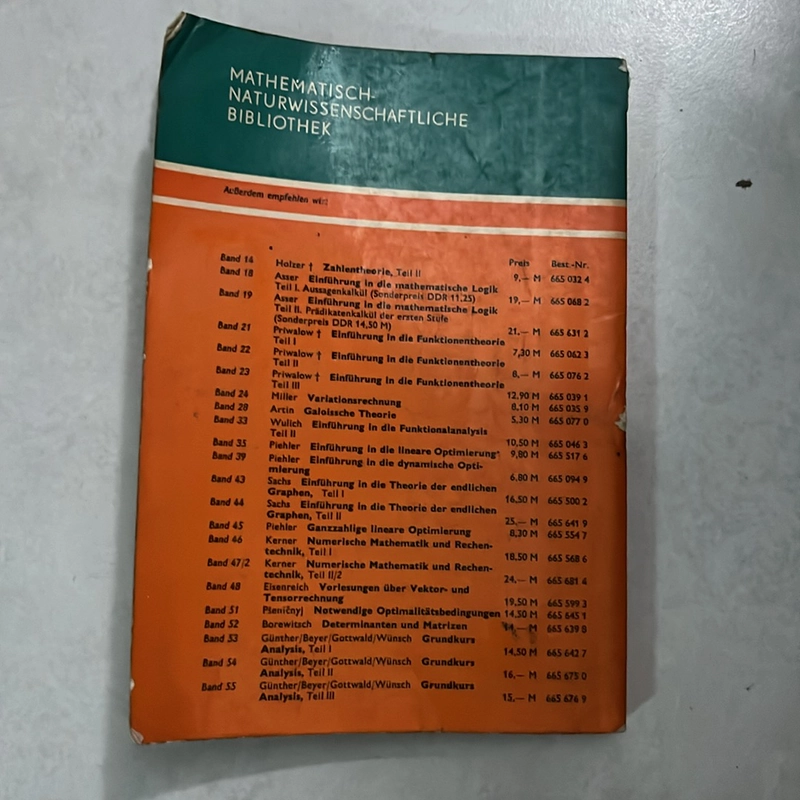 MATHEMATISCH-
NATURWISSENSCHAFTLICHE
BIBLIOTHEK
Außerdem empfehlen wir:
Preis Best.-Nr.
Band 14 Holzer † Zahlentheorie, Teil II 9,— M 665 032 4
Band 18 Asser Einführung in die mathematische Logik
Teil I. Aussagenkalkül (Sonderpreis DDR 11,25) 19,— M 665 068 2
Band 19 Asser Einführung in die mathematische Logik
Teil II. Prädikatenkalkül der ersten Stufe
(Sonderpreis DDR 14,50 M) 21,— M 665 631 2
Band 21 Priwalow † Einführung in die Funktionentheorie
Teil I 7,30 M 665 062 3
Band 22 Priwalow † Einführung in die Funktionentheorie
Teil II 8,— M 665 076 2
Band 23 Priwalow † Einführung in die Funktionentheorie
Teil III 12,90 M 665 039 1
Band 24 Miller Variationsrechnung 8,10 M 665 035 9
Band 28 Artin Galoissche Theorie 5,30 M 665 077 0
Band 33 Wulich Einführung in die Funktionalanalysis
Teil II 10,50 M 665 046 3
Band 35 Piehler Einführung in die lineare Optimierung 9,80 M 665 517 6
Band 39 Piehler Einführung in die dynamische Opti-
mierung 6,80 M 665 094 9
Band 43 Sachs Einführung in die Theorie der endlichen
Graphen, Teil I 16,50 M 665 500 2
Band 44 Sachs Einführung in die Theorie der endlichen
Graphen, Teil II 25,— M 665 641 9
Band 45 Piehler Ganzzahlige lineare Optimierung 8,30 M 665 554 7
Band 46 Kerner Numerische Mathematik und Rechen-
technik, Teil I 18,50 M 665 568 6
Band 47/2 Kerner Numerische Mathematik und Rechen-
technik, Teil II/2 24,— M 665 681 4
Band 48 Eisenreich Vorlesungen über Vektor- und
Tensorrechnung 19,50 M 665 599 3
Band 51 Pšeničnyj Notwendige Optimalitätsbedingungen 14,50 M 665 645 1
Band 52 Borewitsch Determinanten und Matrizen 14,— M 665 639 8
Band 53 Günther/Beyer/Gottwald/Wünsch Grundkurs
Analysis, Teil I 14,50 M 665 642 7
Band 54 Günther/Beyer/Gottwald/Wünsch Grundkurs
Analysis, Teil II 16,— M 665 675 0
Band 55 Günther/Beyer/Gottwald/Wünsch Grundkurs
Analysis, Teil III 15,— M 665 676 9